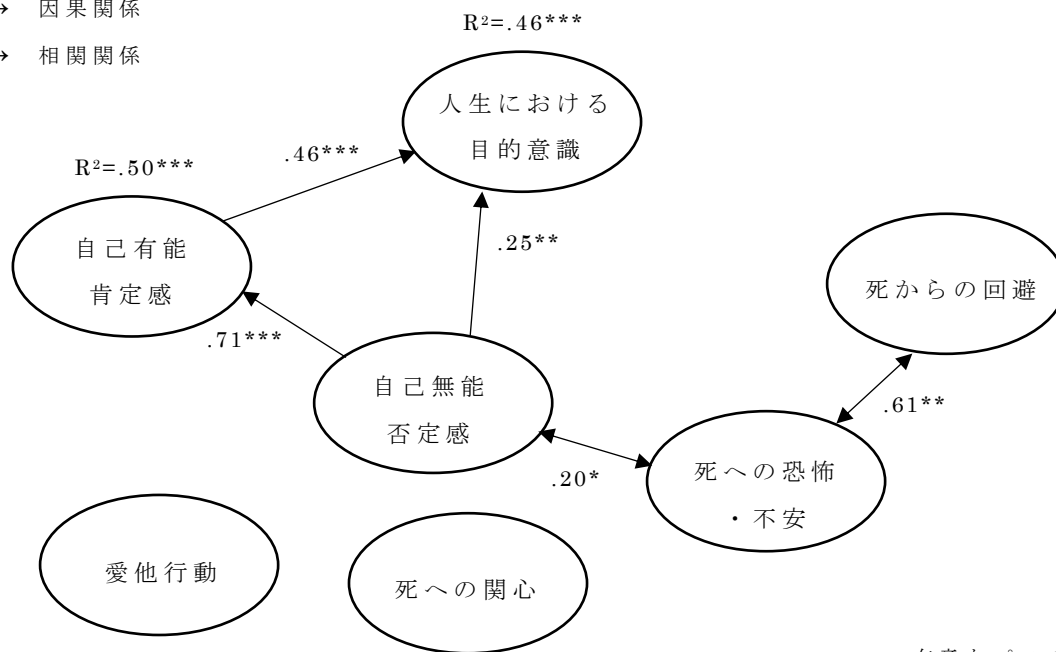 → 因果関係
→ 相関関係
R²=.46***
人生における
目的意識
R²=.50***
.46***
自己有能
肯定感
.25**
死からの回避
.71***
自己無能
否定感
.61**
.20*
死への恐怖
・不安
愛他行動
死への関心